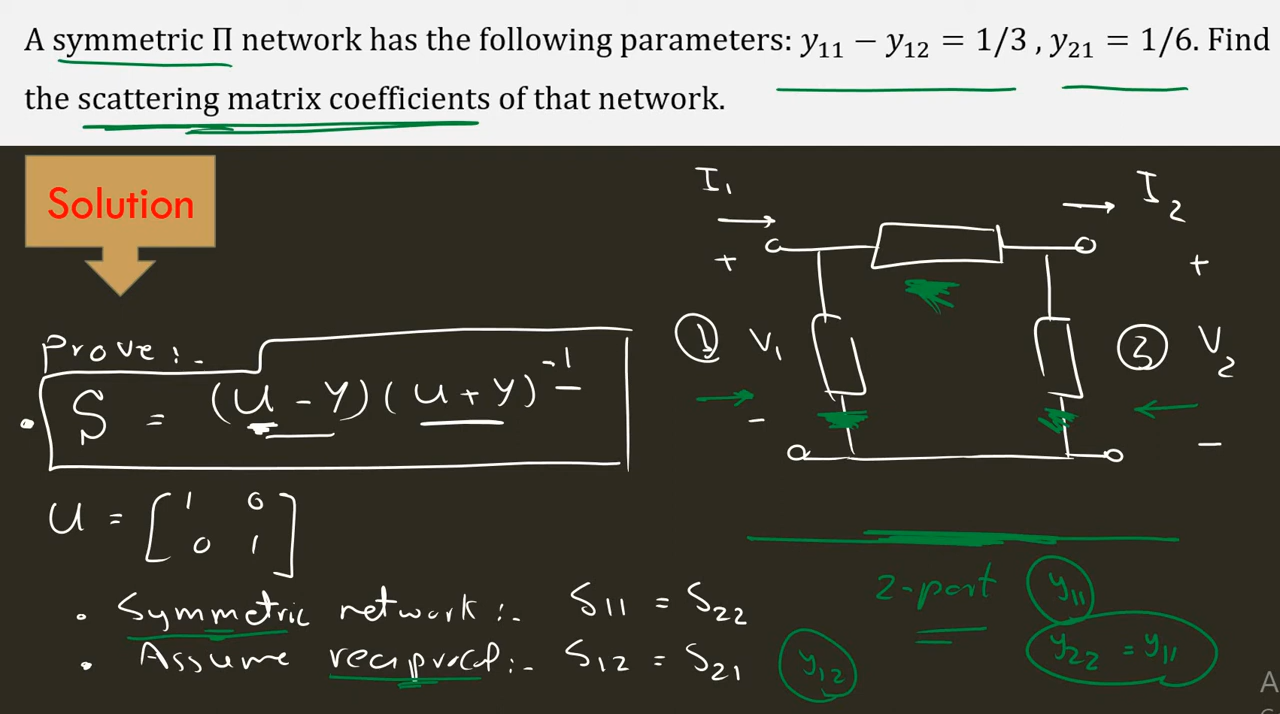 A symmetric Π network has the following parameters: y₁₁ − y₁₂ = 1/3 , y₂₁ = 1/6. Find
the scattering matrix coefficients of that network.
Solution
Prove :-
S = (U - Y) ( U + Y )⁻¹
U = [ 1 0
0 1 ]
Symmetric network :- S11 = S22
Assume reciprocal :- S12 = S21
I₁
I₂
+
+
① V₁
② V₂
-
-
2-port
y₁₁
y₂₂ = y₁₁
y₁₂
A